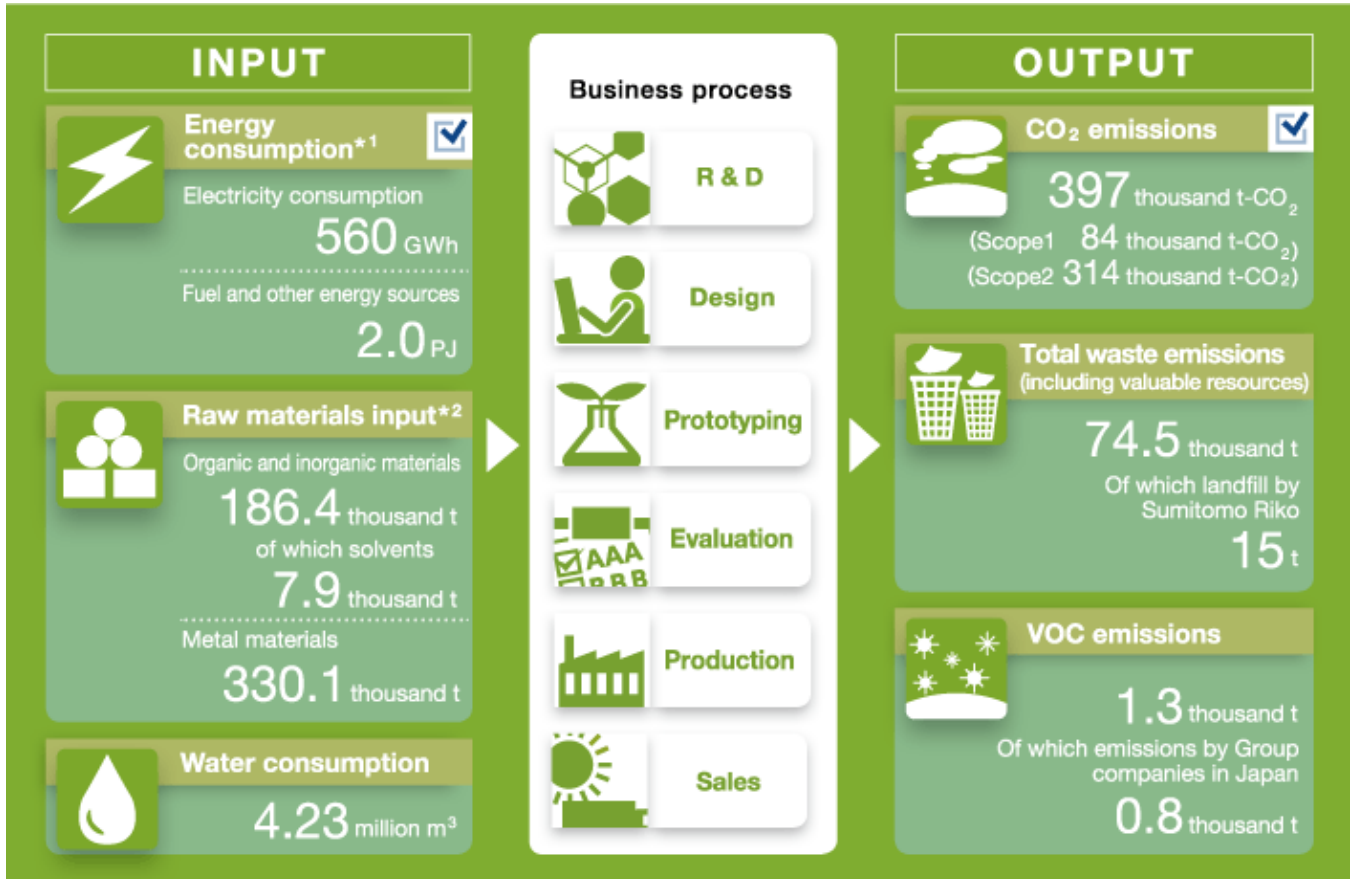 INPUT
Energy
consumption*1
Electricity consumption
560 GWh
Fuel and other energy sources
2.0 PJ
Raw materials input*2
Organic and inorganic materials
186.4 thousand t
of which solvents
7.9 thousand t
Metal materials
330.1 thousand t
Water consumption
4.23 million m³
Business process
R & D
Design
Prototyping
AAA
BBB
Evaluation
Production
Sales
OUTPUT
CO₂ emissions
397 thousand t-CO₂
(Scope1 84 thousand t-CO₂)
(Scope2 314 thousand t-CO₂)
Total waste emissions
(including valuable resources)
74.5 thousand t
Of which landfill by
Sumitomo Riko
15 t
VOC emissions
1.3 thousand t
Of which emissions by Group
companies in Japan
0.8 thousand t